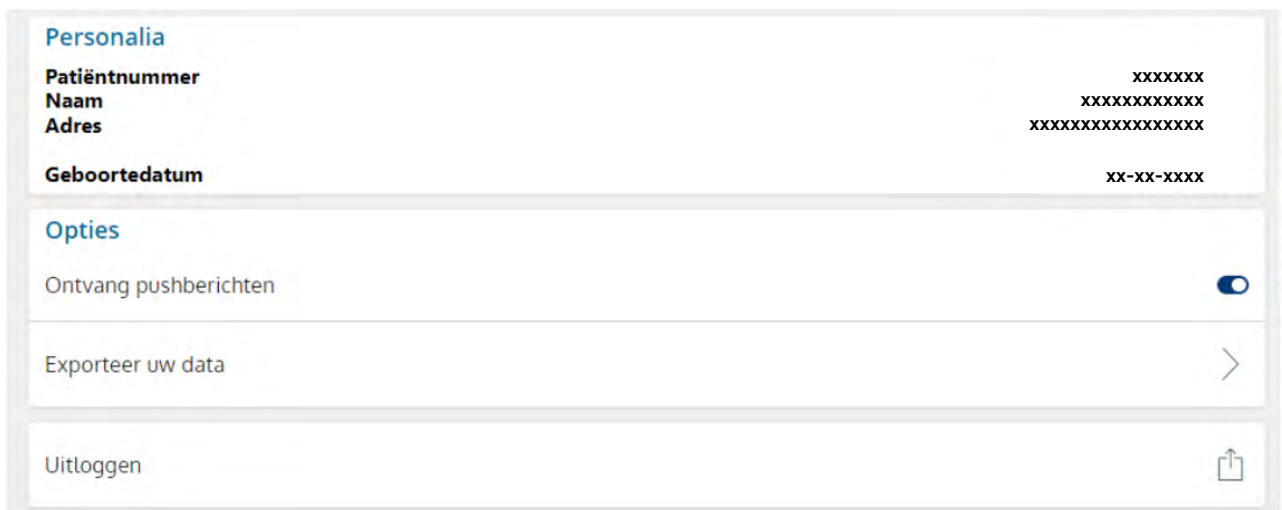 Personalia
Patiëntnummer xxxxxxx
Naam xxxxxxxxxxxx
Adres xxxxxxxxxxxxxxxxx
Geboortedatum xx-xx-xxxx
Opties
Ontvang pushberichten
Exporteer uw data
Uitloggen